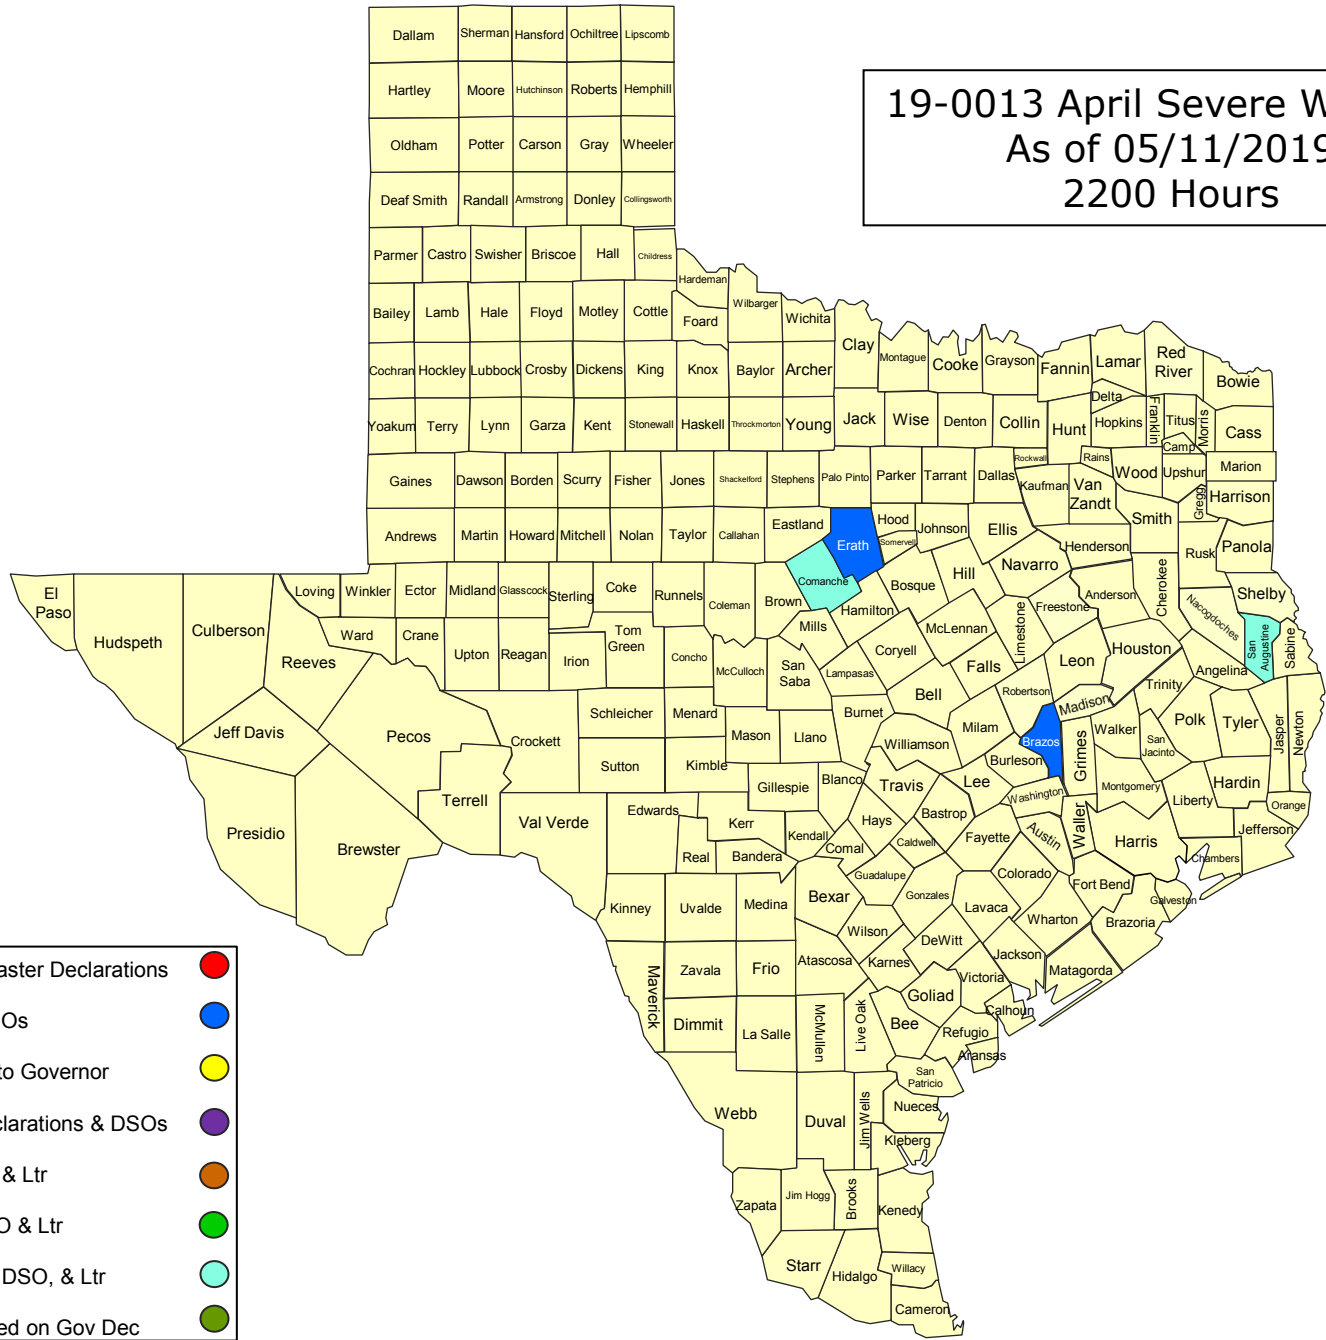 Dallam Sherman Hansford Ochiltree Lipscomb
19-0013 April Severe W
As of 05/11/2019
2200 Hours
Hartley Moore Hutchinson Roberts Hemphill
Oldham Potter Carson Gray Wheeler
Deaf Smith Randall Armstrong Donley Collingsworth
Parmer Castro Swisher Briscoe Hall Childress
Hardeman
Wilbarger
Bailey Lamb Hale Floyd Motley Cottle Foard Wichita
Clay Montague Cooke Grayson Fannin Lamar Red
River Bowie
Cochran Hockley Lubbock Crosby Dickens King Knox Baylor Archer
Delta
Yoakum Terry Lynn Garza Kent Stonewall Haskell Throckmorton Young Jack Wise Denton Collin Hunt Hopkins Franklin Titus Morris Cass
Camp
Rockwall Rains
Gaines Dawson Borden Scurry Fisher Jones Shackelford Stephens Palo Pinto Parker Tarrant Dallas Kaufman Van
Zandt Wood Upshur Marion
Gregg Harrison
Andrews Martin Howard Mitchell Nolan Taylor Callahan Eastland Erath Hood Somervell Johnson Ellis Henderson Smith Rusk Panola
El
Paso Hudspeth Culberson Loving Winkler Ector Midland Glasscock Sterling Coke Runnels Coleman Brown Comanche Hamilton Bosque Hill Navarro Freestone Anderson Cherokee Nacogdoches Shelby
Reeves Ward Crane Upton Reagan Irion Tom
Green Concho McCulloch San
Saba Mills Lampasas Coryell McLennan Limestone Falls Leon Houston Angelina San
Augustine Sabine
Jeff Davis Pecos Crockett Schleicher Menard Mason Llano Burnet Bell Milam Robertson Madison Trinity
Brazos Grimes Walker San
Jacinto Polk Tyler Jasper Newton
Sutton Kimble Gillespie Blanco Williamson Travis Lee Burleson Washington Montgomery Liberty Hardin Orange
Presidio Brewster Terrell Val Verde Edwards Kerr Kendall Hays Bastrop Caldwell Fayette Austin Waller Harris Jefferson
Real Bandera Comal Guadalupe Gonzales Colorado Fort Bend Chambers Galveston
Kinney Uvalde Medina Bexar Wilson Lavaca Wharton Brazoria
Maverick Zavala Frio Atascosa Karnes DeWitt Jackson Matagorda
Victoria Goliad Calhoun
Dimmit La Salle McMullen Live Oak Bee Refugio Aransas
San
Patricio
Webb Duval Jim Wells Nueces
Kleberg
Zapata Jim Hogg Brooks Kenedy
Starr Hidalgo Willacy
Cameron
aster Declarations
Os
to Governor
clarations & DSOs
& Ltr
O & Ltr
DSO, & Ltr
ed on Gov Dec